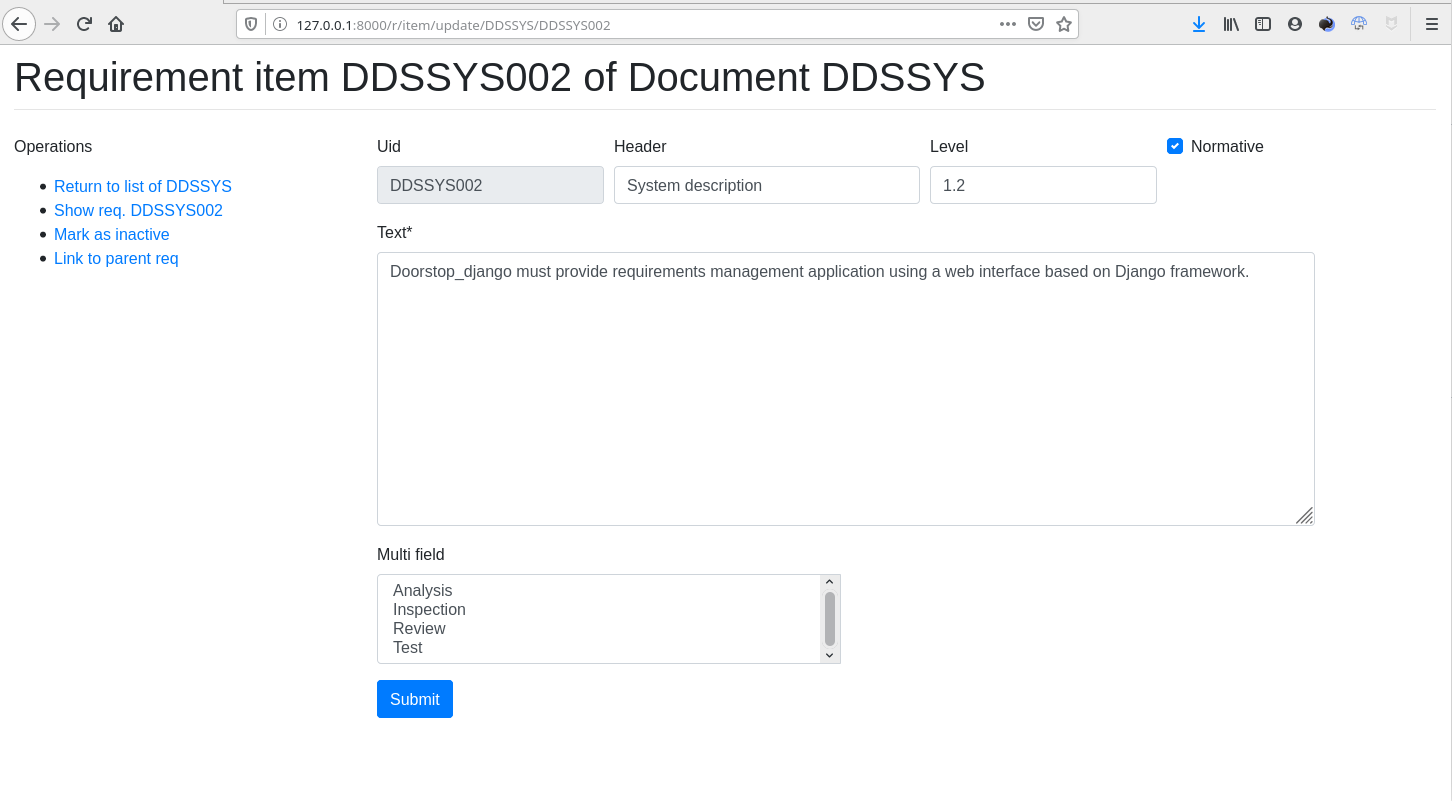 127.0.0.1:8000/r/item/update/DDSSYS/DDSSYS002
Requirement item DDSSYS002 of Document DDSSYS
Operations
Return to list of DDSSYS
Show req. DDSSYS002
Mark as inactive
Link to parent req
Uid
Header
Level
Normative
DDSSYS002
System description
1.2
Text*
Doorstop_django must provide requirements management application using a web interface based on Django framework.
Multi field
Analysis
Inspection
Review
Test
Submit